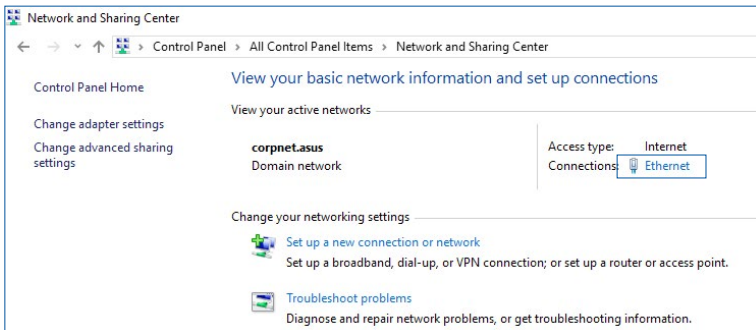 Network and Sharing Center
Control Panel > All Control Panel Items > Network and Sharing Center
Control Panel Home
Change adapter settings
Change advanced sharing
settings
View your basic network information and set up connections
View your active networks
corpnet.asus
Domain network
Access type: Internet
Connections: Ethernet
Change your networking settings
Set up a new connection or network
Set up a broadband, dial-up, or VPN connection; or set up a router or access point.
Troubleshoot problems
Diagnose and repair network problems, or get troubleshooting information.